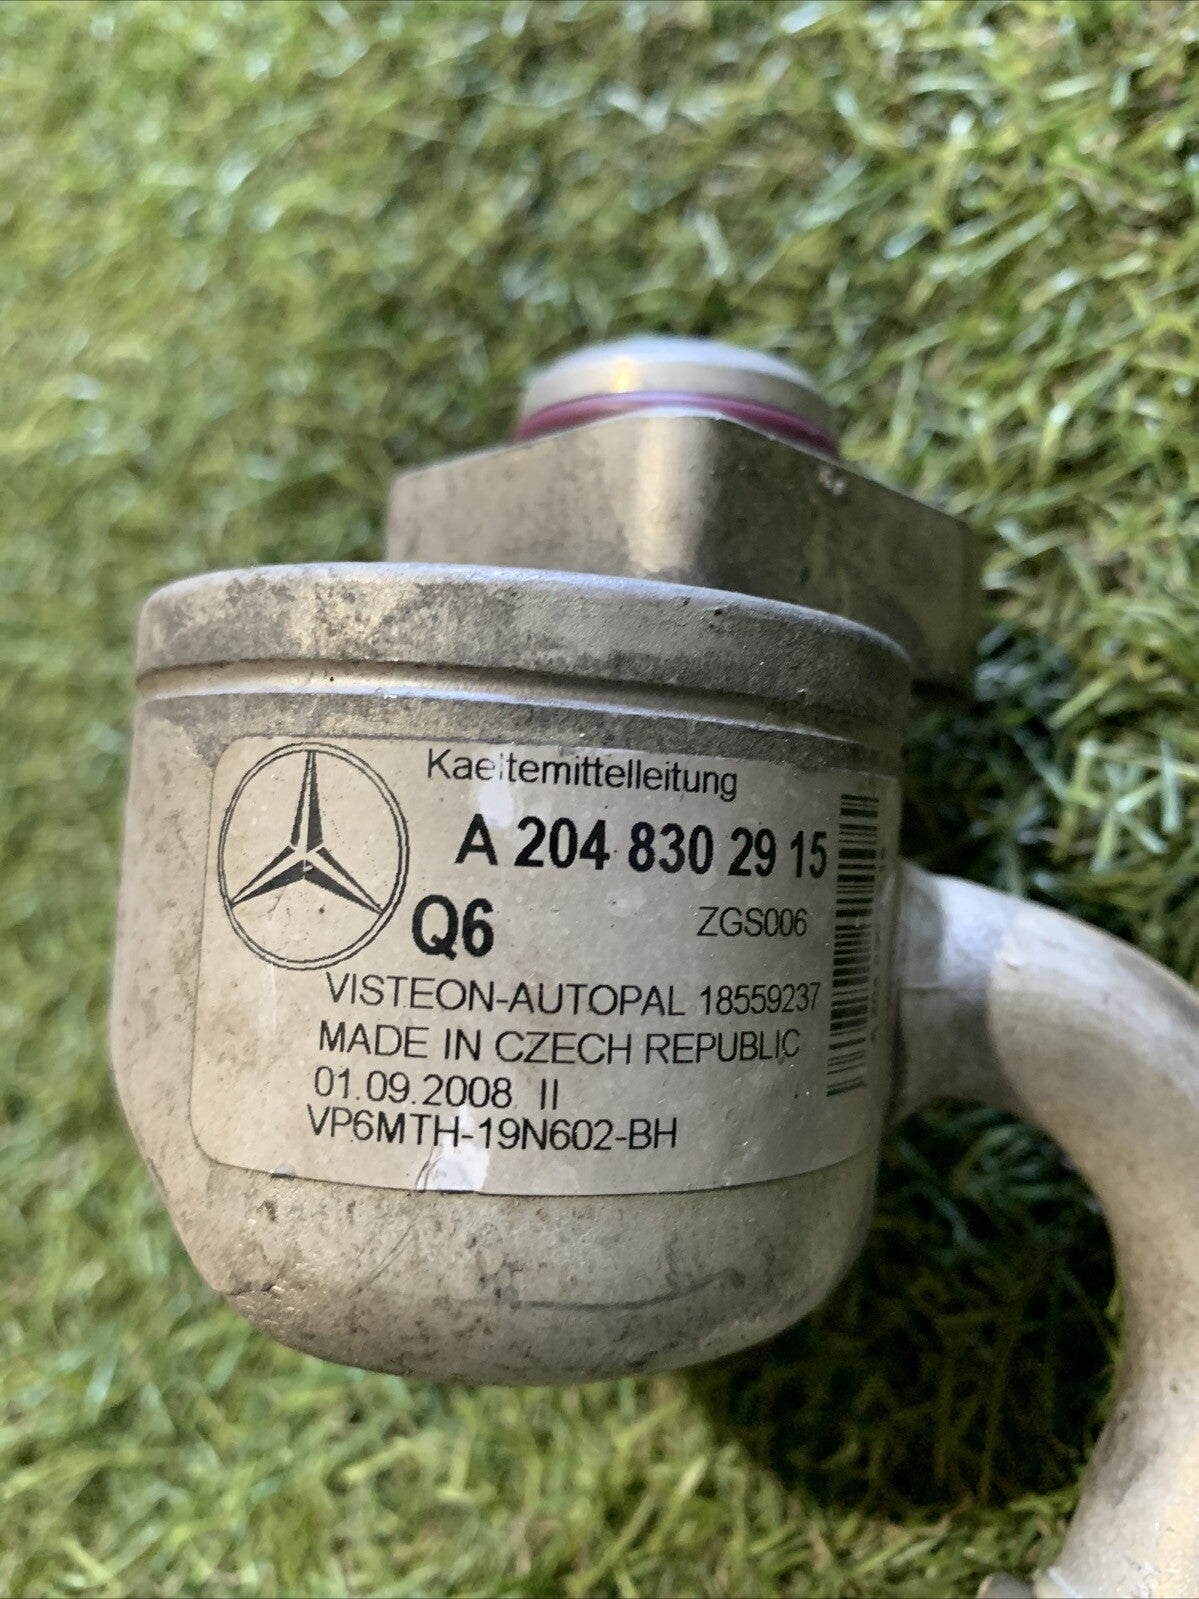 Kaeltemittelleitung
A 204 830 29 15
Q6 ZGS006
VISTEON-AUTOPAL 18559237
MADE IN CZECH REPUBLIC
01.09.2008 II
VP6MTH-19N602-BH